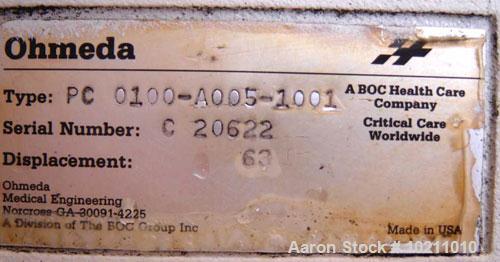 Ohmeda
Type: PC 0100-A005-1001
A BOC Health Care
Company
Serial Number: C 20622
Critical Care
Worldwide
Displacement: 63
Ohmeda
Medical Engineering
Norcross GA 30091-4225
A Division of The BOC Group Inc
Made in USA
Aaron Stock # 10211010